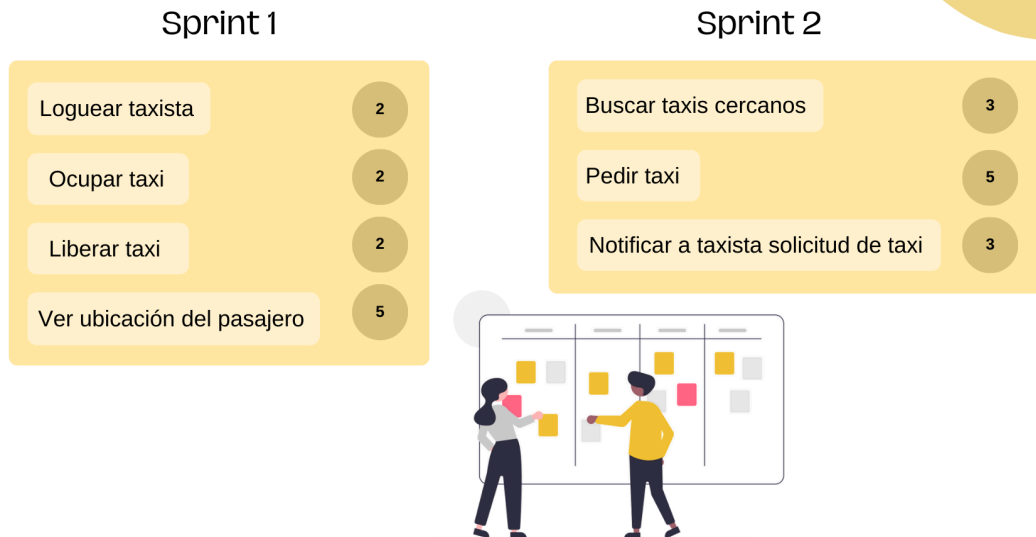 Sprint 1
Loguear taxista 2
Ocupar taxi 2
Liberar taxi 2
Ver ubicación del pasajero 5
Sprint 2
Buscar taxis cercanos 3
Pedir taxi 5
Notificar a taxista solicitud de taxi 3